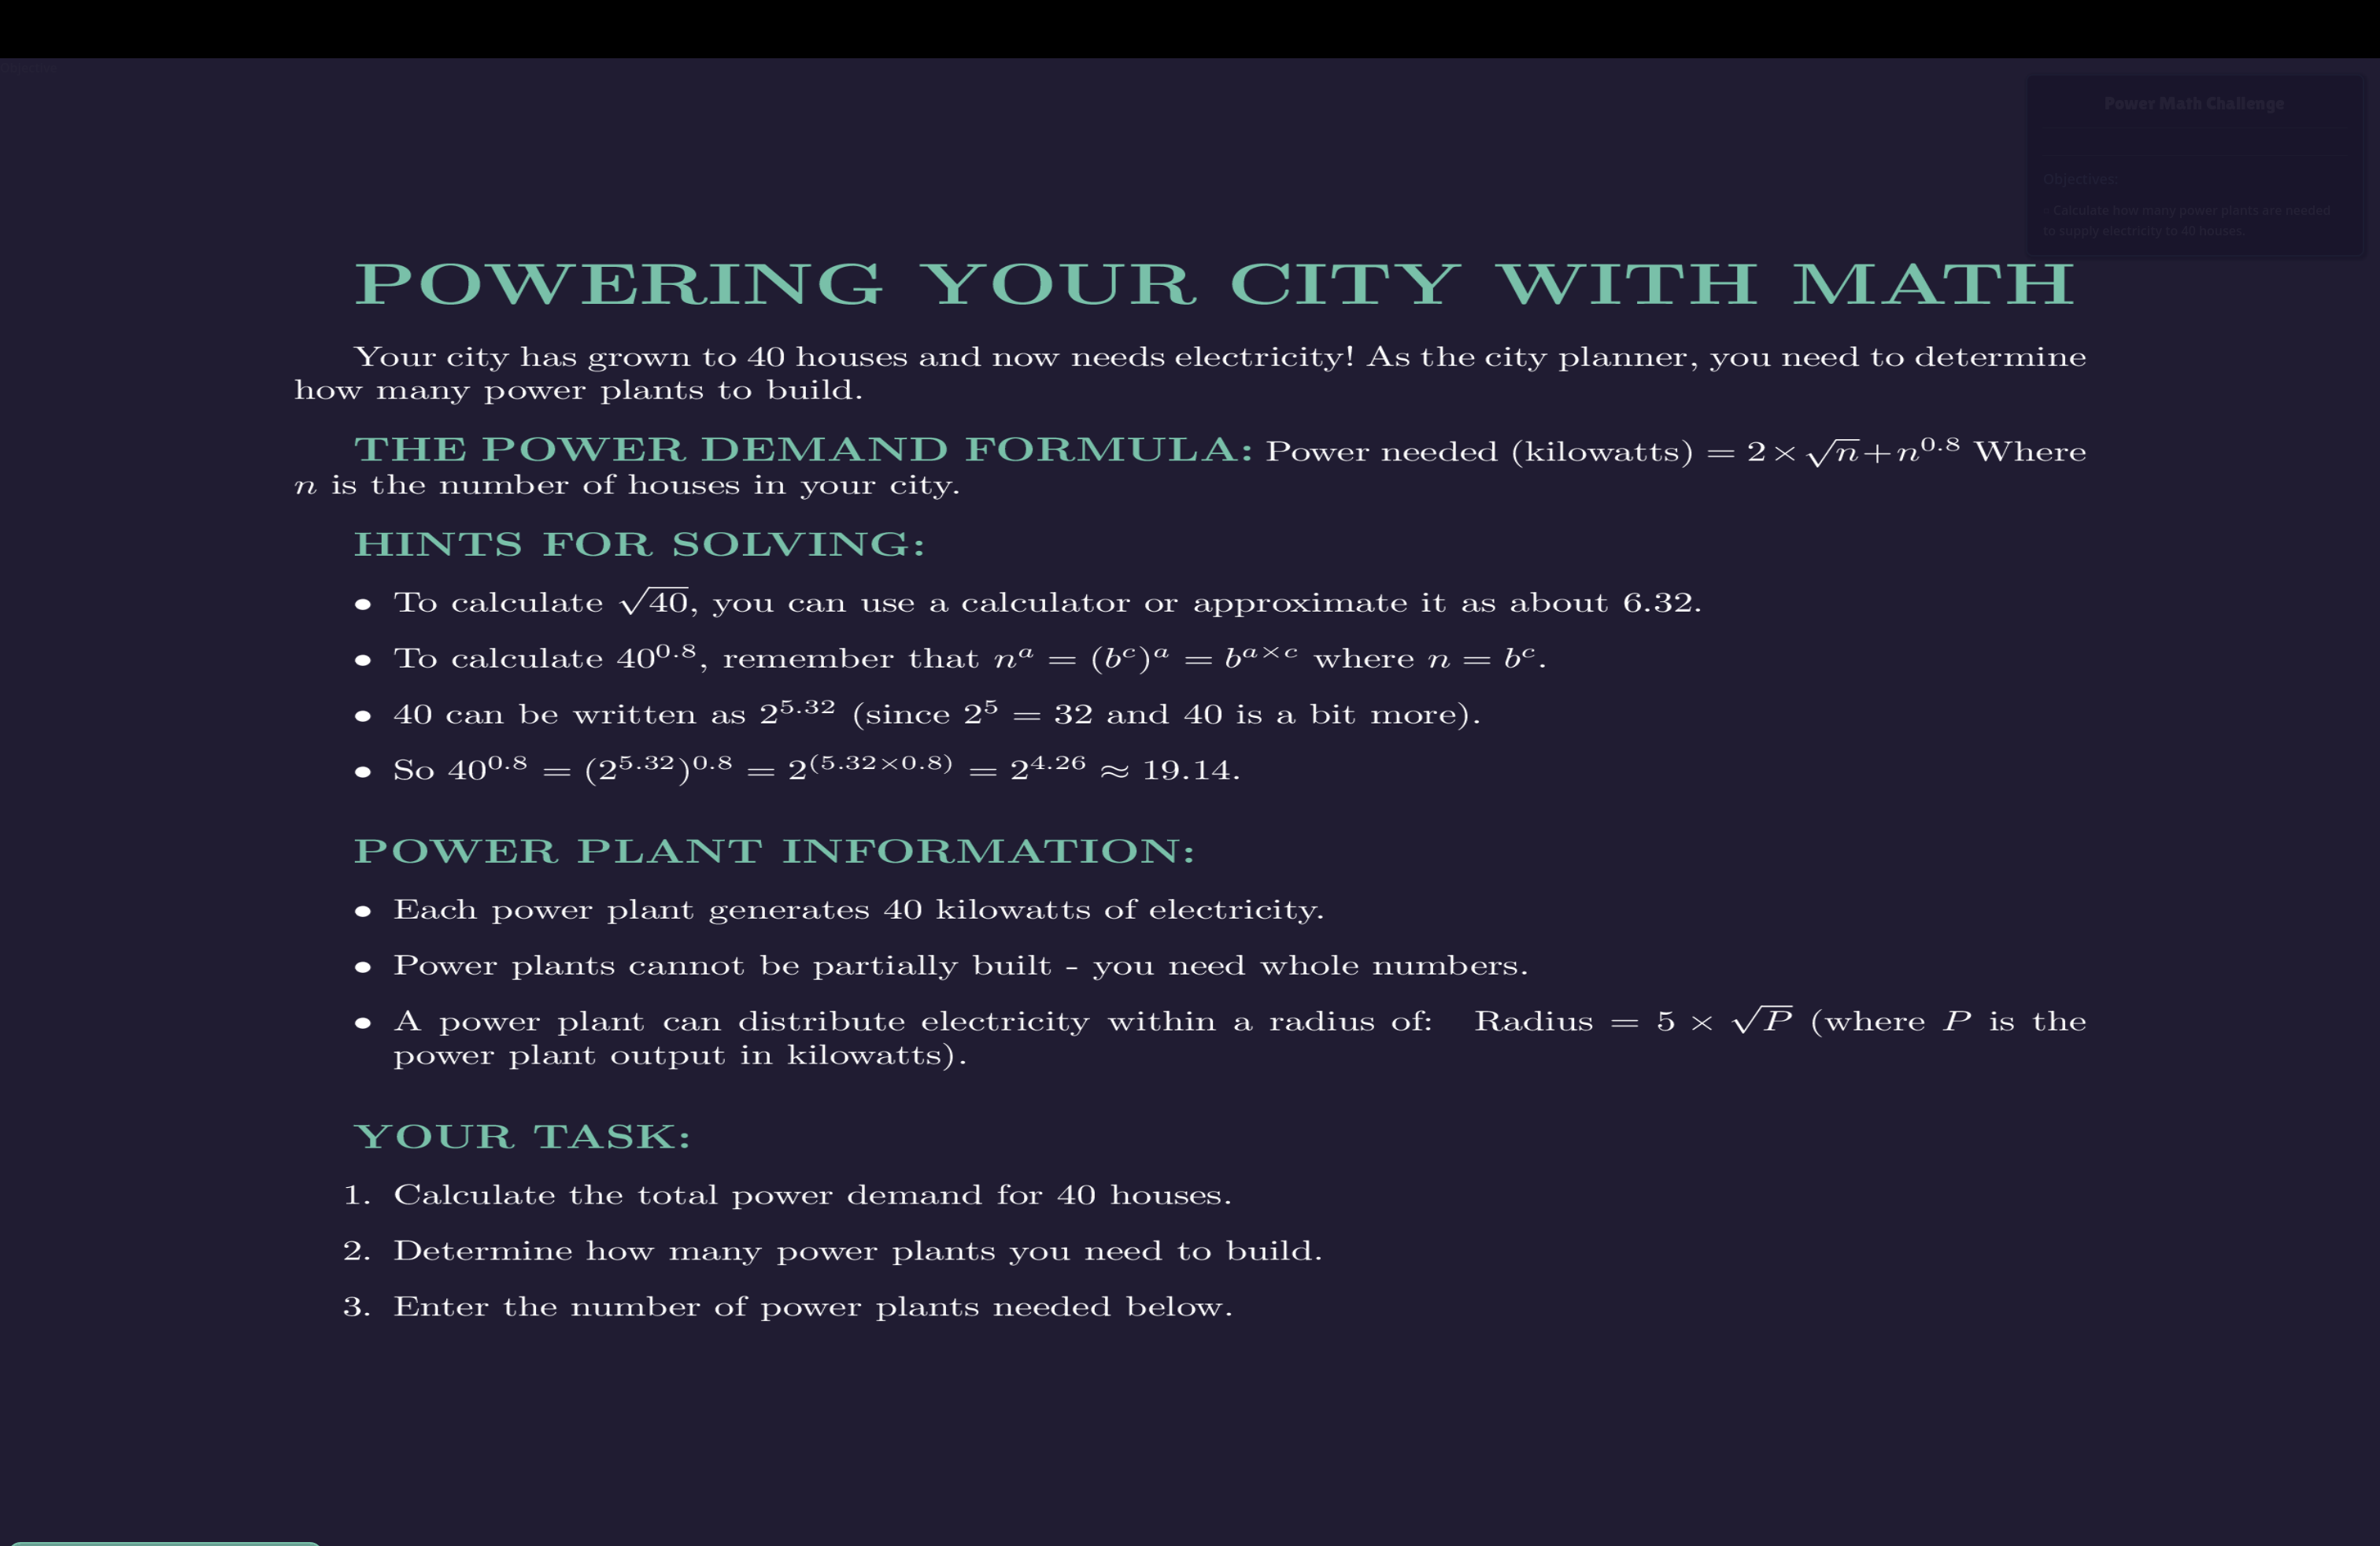 Power Math Challenge
Objectives:
- Calculate how many power plants are needed
to supply electricity to 40 houses.
POWERING YOUR CITY WITH MATH
Your city has grown to 40 houses and now needs electricity! As the city planner, you need to determine
how many power plants to build.
THE POWER DEMAND FORMULA: Power needed (kilowatts) = 2 × √n + n^0.8 Where
n is the number of houses in your city.
HINTS FOR SOLVING:
• To calculate √40, you can use a calculator or approximate it as about 6.32.
• To calculate 40^0.8, remember that n^a = (b^c)^a = b^(a×c) where n = b^c.
• 40 can be written as 2^5.32 (since 2^5 = 32 and 40 is a bit more).
• So 40^0.8 = (2^5.32)^0.8 = 2^(5.32×0.8) = 2^4.26 ≈ 19.14.
POWER PLANT INFORMATION:
• Each power plant generates 40 kilowatts of electricity.
• Power plants cannot be partially built - you need whole numbers.
• A power plant can distribute electricity within a radius of: Radius = 5 × √P (where P is the
power plant output in kilowatts).
YOUR TASK:
1. Calculate the total power demand for 40 houses.
2. Determine how many power plants you need to build.
3. Enter the number of power plants needed below.